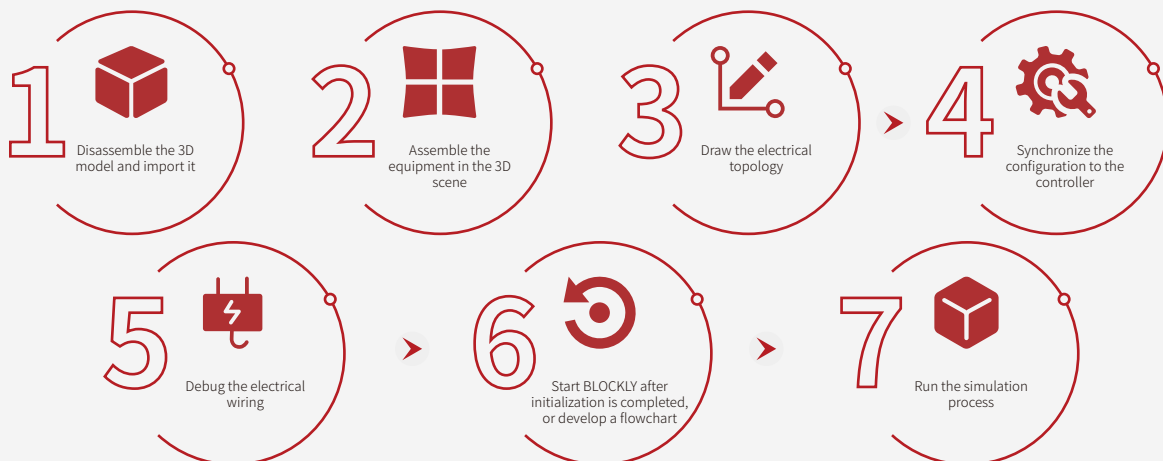 1
Disassemble the 3D
model and import it
2
Assemble the
equipment in the 3D
scene
3
Draw the electrical
topology
4
Synchronize the
configuration to the
controller
5
Debug the electrical
wiring
6
Start BLOCKLY after
initialization is completed,
or develop a flowchart
7
Run the simulation
process